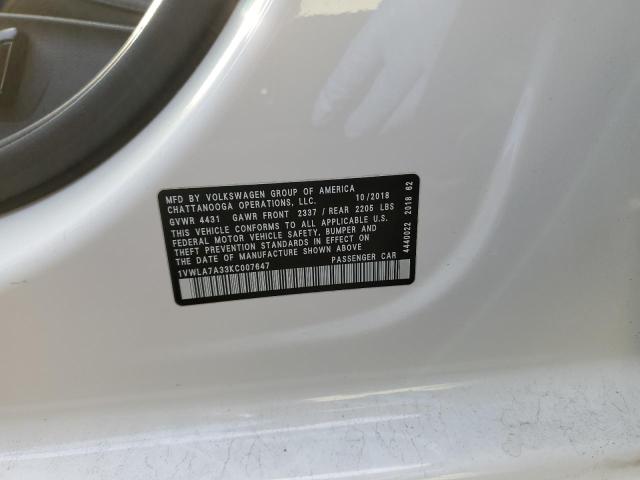 MFD BY VOLKSWAGEN GROUP OF AMERICA
CHATTANOOGA OPERATIONS, LLC. 10/2018
GVWR 4431 GAWR FRONT 2337 / REAR 2205 LBS
THIS VEHICLE CONFORMS TO ALL APPLICABLE U.S.
FEDERAL MOTOR VEHICLE SAFETY, BUMPER AND
THEFT PREVENTION STANDARDS IN EFFECT ON
THE DATE OF MANUFACTURE SHOWN ABOVE
1VWLA7A33KC007647 PASSENGER CAR
4440022 2018 62